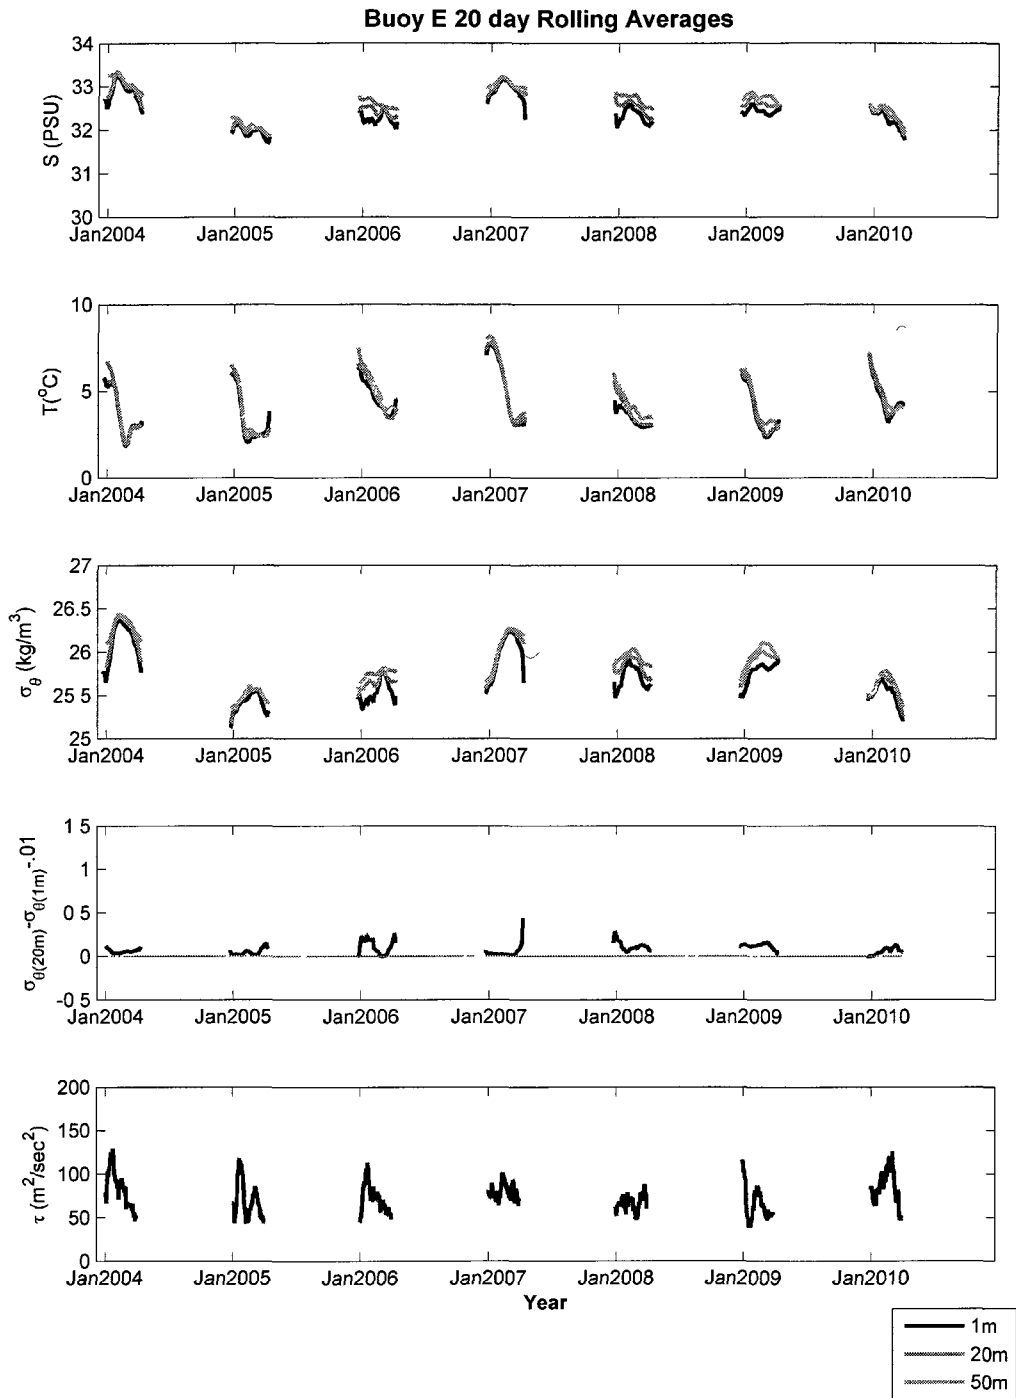 Buoy E 20 day Rolling Averages
34
33
32
31
30
S (PSU)
Jan2004 Jan2005 Jan2006 Jan2007 Jan2008 Jan2009 Jan2010
10
5
0
T(°C)
Jan2004 Jan2005 Jan2006 Jan2007 Jan2008 Jan2009 Jan2010
27
26.5
26
25.5
25
σθ (kg/m³)
Jan2004 Jan2005 Jan2006 Jan2007 Jan2008 Jan2009 Jan2010
1 5
1
0 5
0
-0 5
σθ(20m)-σθ(1m)-.01
Jan2004 Jan2005 Jan2006 Jan2007 Jan2008 Jan2009 Jan2010
200
150
100
50
0
τ (m²/sec²)
Jan2004 Jan2005 Jan2006 Jan2007 Jan2008 Jan2009 Jan2010
Year
1m
20m
50m